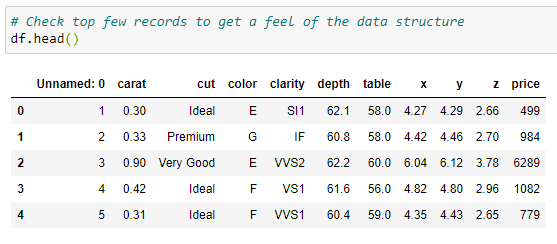 # Check top few records to get a feel of the data structure
df.head()
Unnamed: 0 carat cut color clarity depth table x y z price
0 1 0.30 Ideal E SI1 62.1 58.0 4.27 4.29 2.66 499
1 2 0.33 Premium G IF 60.8 58.0 4.42 4.46 2.70 984
2 3 0.90 Very Good E VVS2 62.2 60.0 6.04 6.12 3.78 6289
3 4 0.42 Ideal F VS1 61.6 56.0 4.82 4.80 2.96 1082
4 5 0.31 Ideal F VVS1 60.4 59.0 4.35 4.43 2.65 779